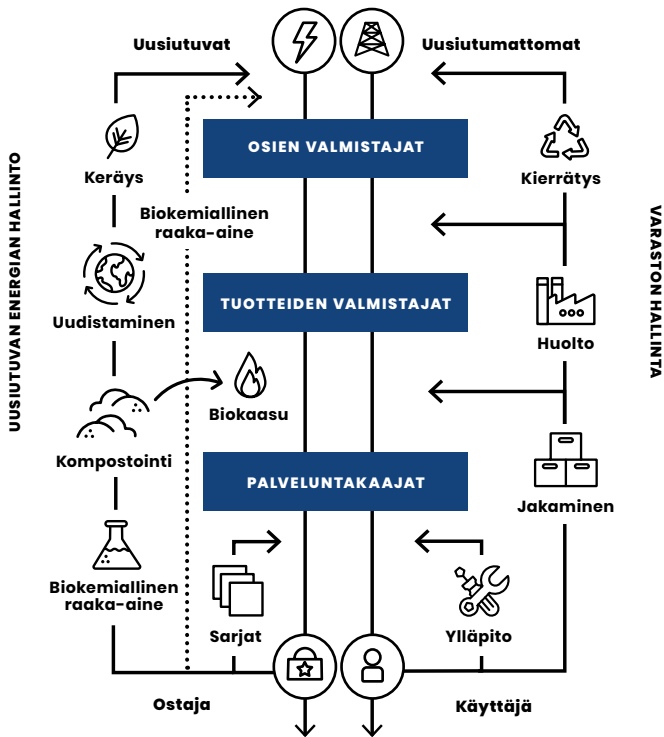 Uusiutuvat
Uusiutumattomat
OSIEN VALMISTAJAT
Keräys
Kierrätys
Biokemiallinen
raaka-aine
UUSIUTUVAN ENERGIAN HALLINTO
VARASTON HALLINTA
TUOTTEIDEN VALMISTAJAT
Uudistaminen
Huolto
Biokaasu
Kompostointi
PALVELUNTAKAAJAT
Jakaminen
Biokemiallinen
raaka-aine
Sarjat
Ylläpito
Ostaja
Käyttäjä